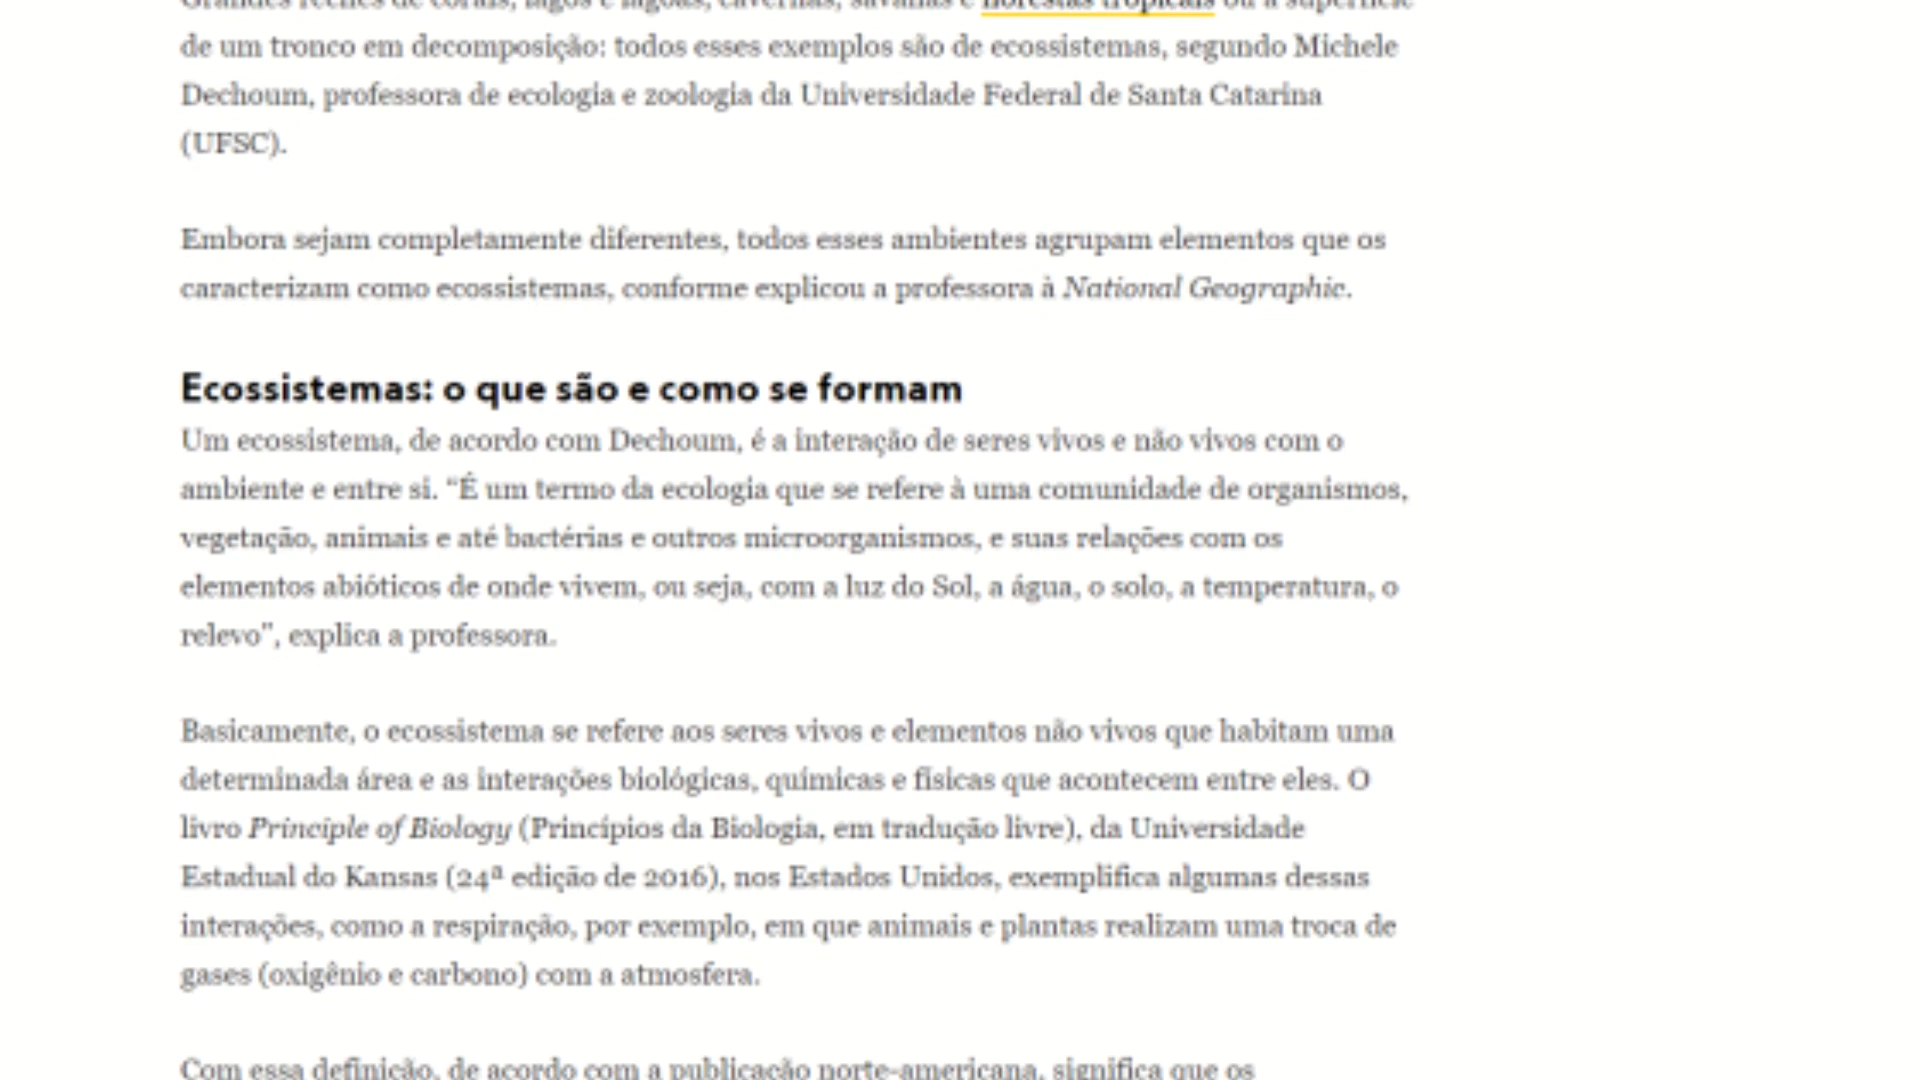 Grandes recifes de corais, lagos e lagoas, cavernas, savanas e florestas tropicais ou a superfície
de um tronco em decomposição: todos esses exemplos são de ecossistemas, segundo Michele
Dechoum, professora de ecologia e zoologia da Universidade Federal de Santa Catarina
(UFSC).
Embora sejam completamente diferentes, todos esses ambientes agrupam elementos que os
caracterizam como ecossistemas, conforme explicou a professora à National Geographic.
Ecossistemas: o que são e como se formam
Um ecossistema, de acordo com Dechoum, é a interação de seres vivos e não vivos com o
ambiente e entre si. “É um termo da ecologia que se refere à uma comunidade de organismos,
vegetação, animais e até bactérias e outros microorganismos, e suas relações com os
elementos abióticos de onde vivem, ou seja, com a luz do Sol, a água, o solo, a temperatura, o
relevo”, explica a professora.
Basicamente, o ecossistema se refere aos seres vivos e elementos não vivos que habitam uma
determinada área e as interações biológicas, químicas e físicas que acontecem entre eles. O
livro Principle of Biology (Princípios da Biologia, em tradução livre), da Universidade
Estadual do Kansas (24ª edição de 2016), nos Estados Unidos, exemplifica algumas dessas
interações, como a respiração, por exemplo, em que animais e plantas realizam uma troca de
gases (oxigênio e carbono) com a atmosfera.
Com essa definição, de acordo com a publicação norte-americana, significa que os